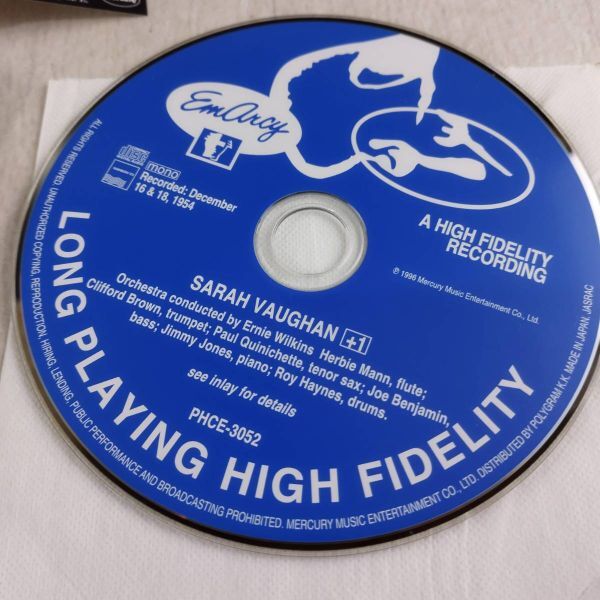 EmArcy
mono
Recorded: December
16 & 18, 1954
A HIGH FIDELITY
RECORDING
℗ 1996 Mercury Music Entertainment Co., Ltd.
SARAH VAUGHAN +1
Orchestra conducted by Ernie Wilkins Herbie Mann, flute;
Clifford Brown, trumpet; Paul Quinichette, tenor sax; Joe Benjamin,
bass; Jimmy Jones, piano; Roy Haynes, drums.
see inlay for details
PHCE-3052
LONG PLAYING HIGH FIDELITY
ALL RIGHTS RESERVED. UNAUTHORIZED COPYING, REPRODUCTION, HIRING, LENDING, PUBLIC PERFORMANCE AND BROADCASTING PROHIBITED. MERCURY MUSIC ENTERTAINMENT CO., LTD. DISTRIBUTED BY POLYGRAM K.K. MADE IN JAPAN. JASRAC